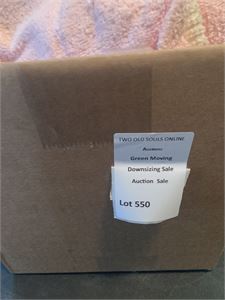 TWO OLD SOULS ONLINE
Auctions
Green Moving
Downsizing Sale
Auction Sale
Lot 550